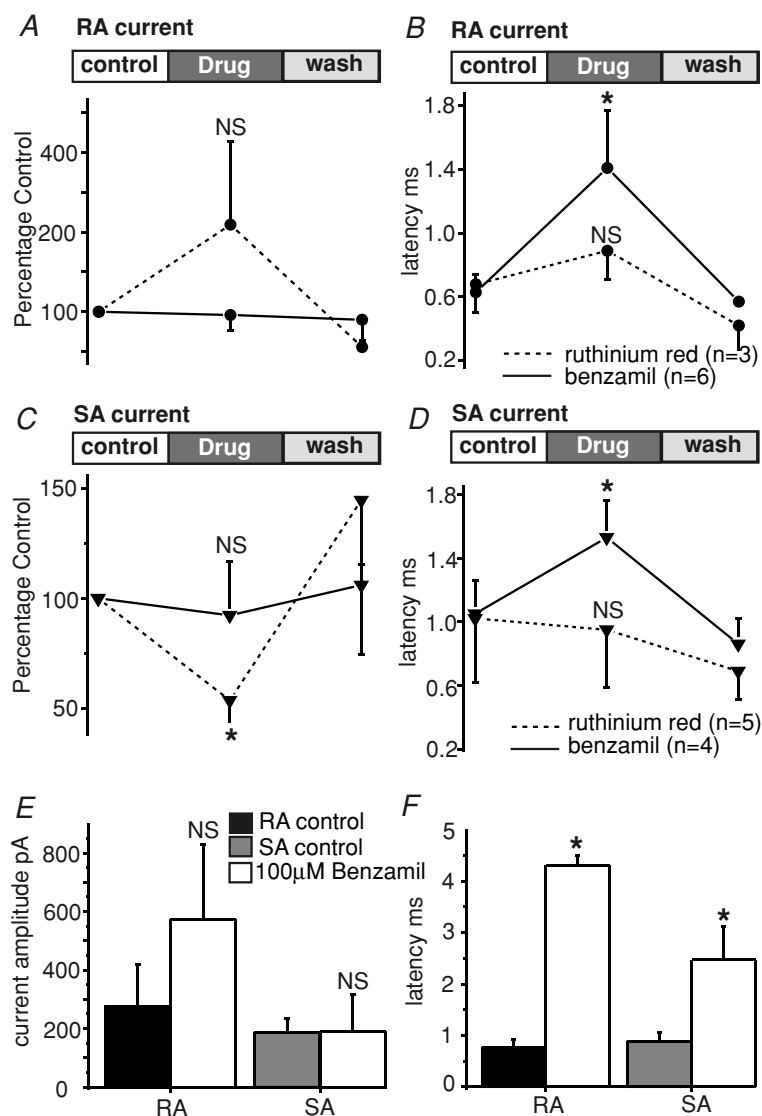 A RA current
control Drug wash
Percentage Control
400
200
100
NS
B RA current
control Drug wash
latency ms
1.8
1.4
1.0
0.6
0.2
*
NS
ruthinium red (n=3)
benzamil (n=6)
C SA current
control Drug wash
Percentage Control
150
100
50
NS
*
D SA current
control Drug wash
latency ms
1.8
1.4
1.0
0.6
0.2
*
NS
ruthinium red (n=5)
benzamil (n=4)
E
current amplitude pA
800
600
400
200
0
NS
NS
RA control
SA control
100µM Benzamil
RA SA
F
latency ms
5
4
3
2
1
0
*
*
RA SA